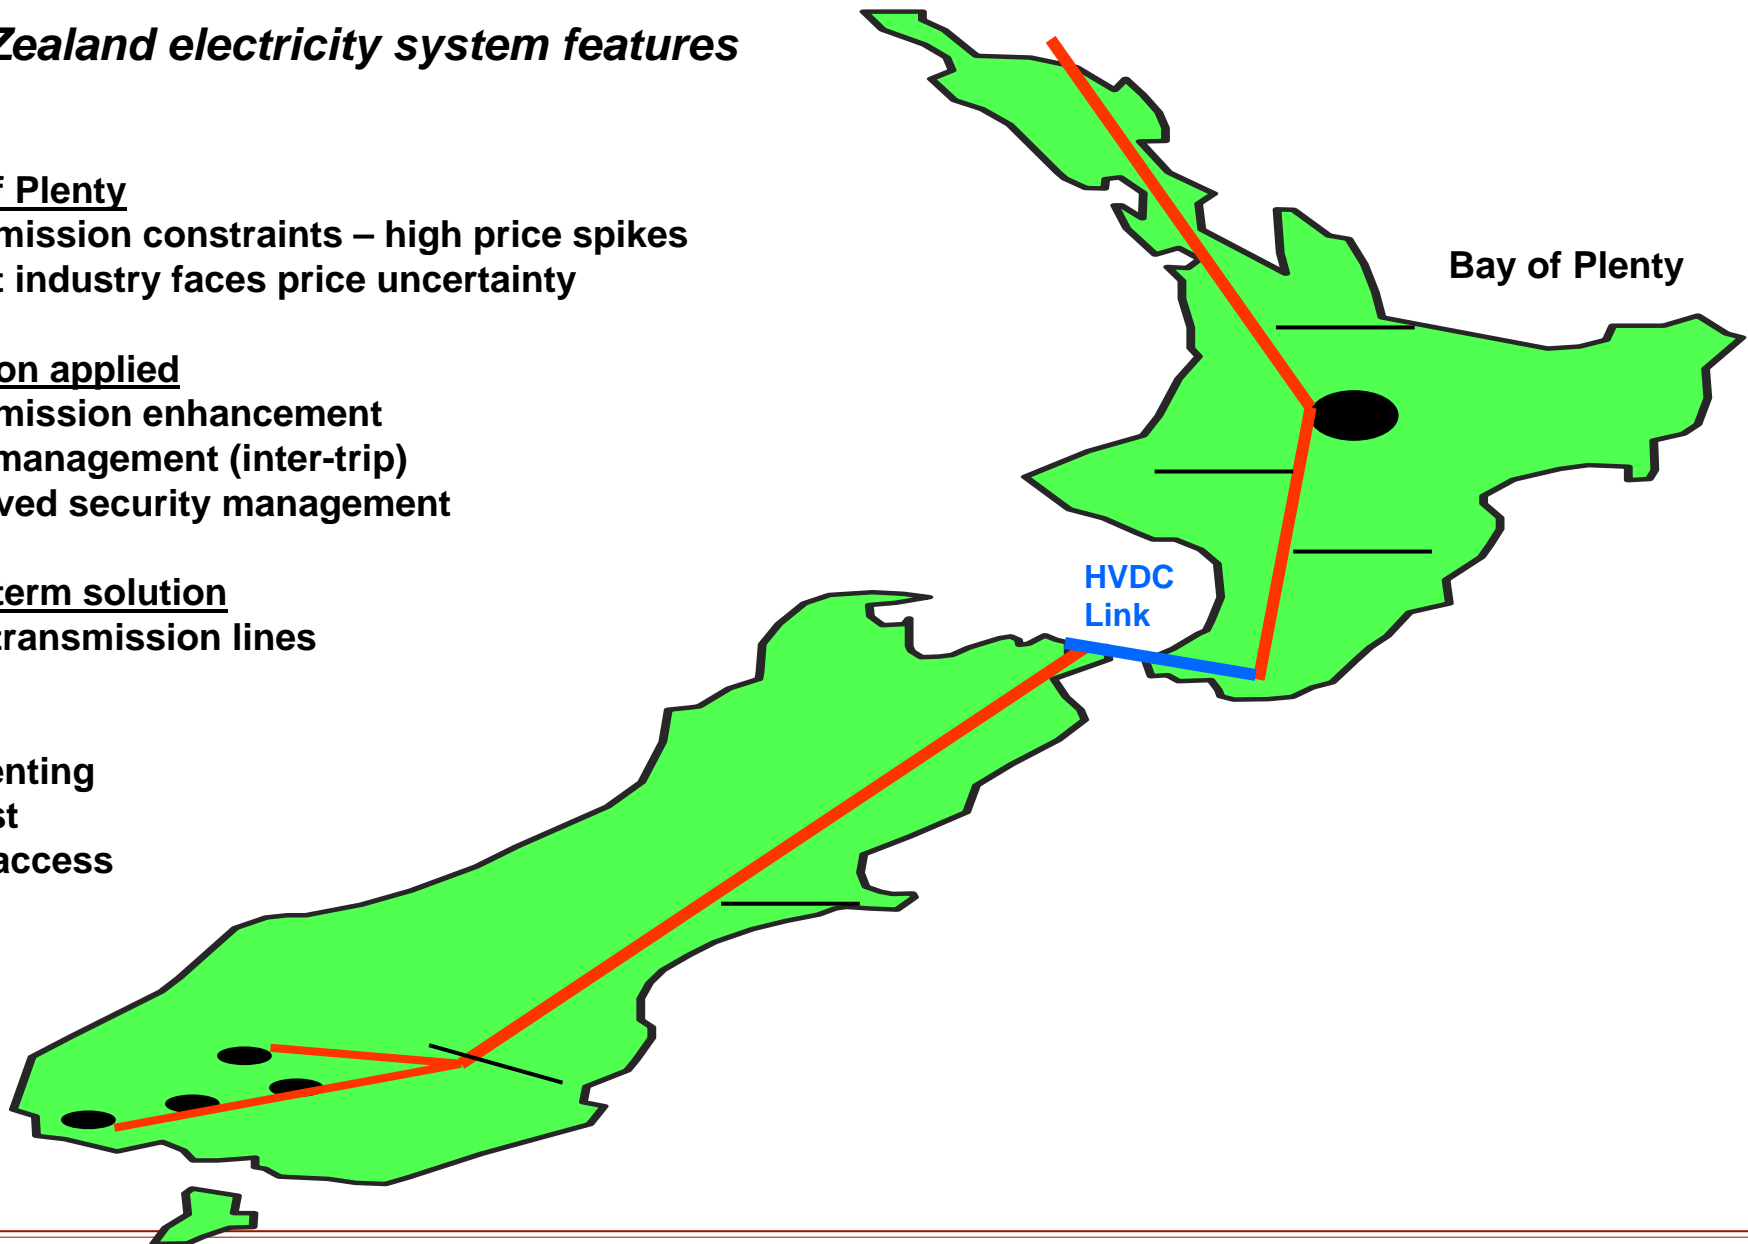 Zealand electricity system features
f Plenty
mission constraints – high price spikes
t industry faces price uncertainty
Bay of Plenty
on applied
mission enhancement
management (inter-trip)
ved security management
HVDC
Link
term solution
transmission lines
enting
st
access